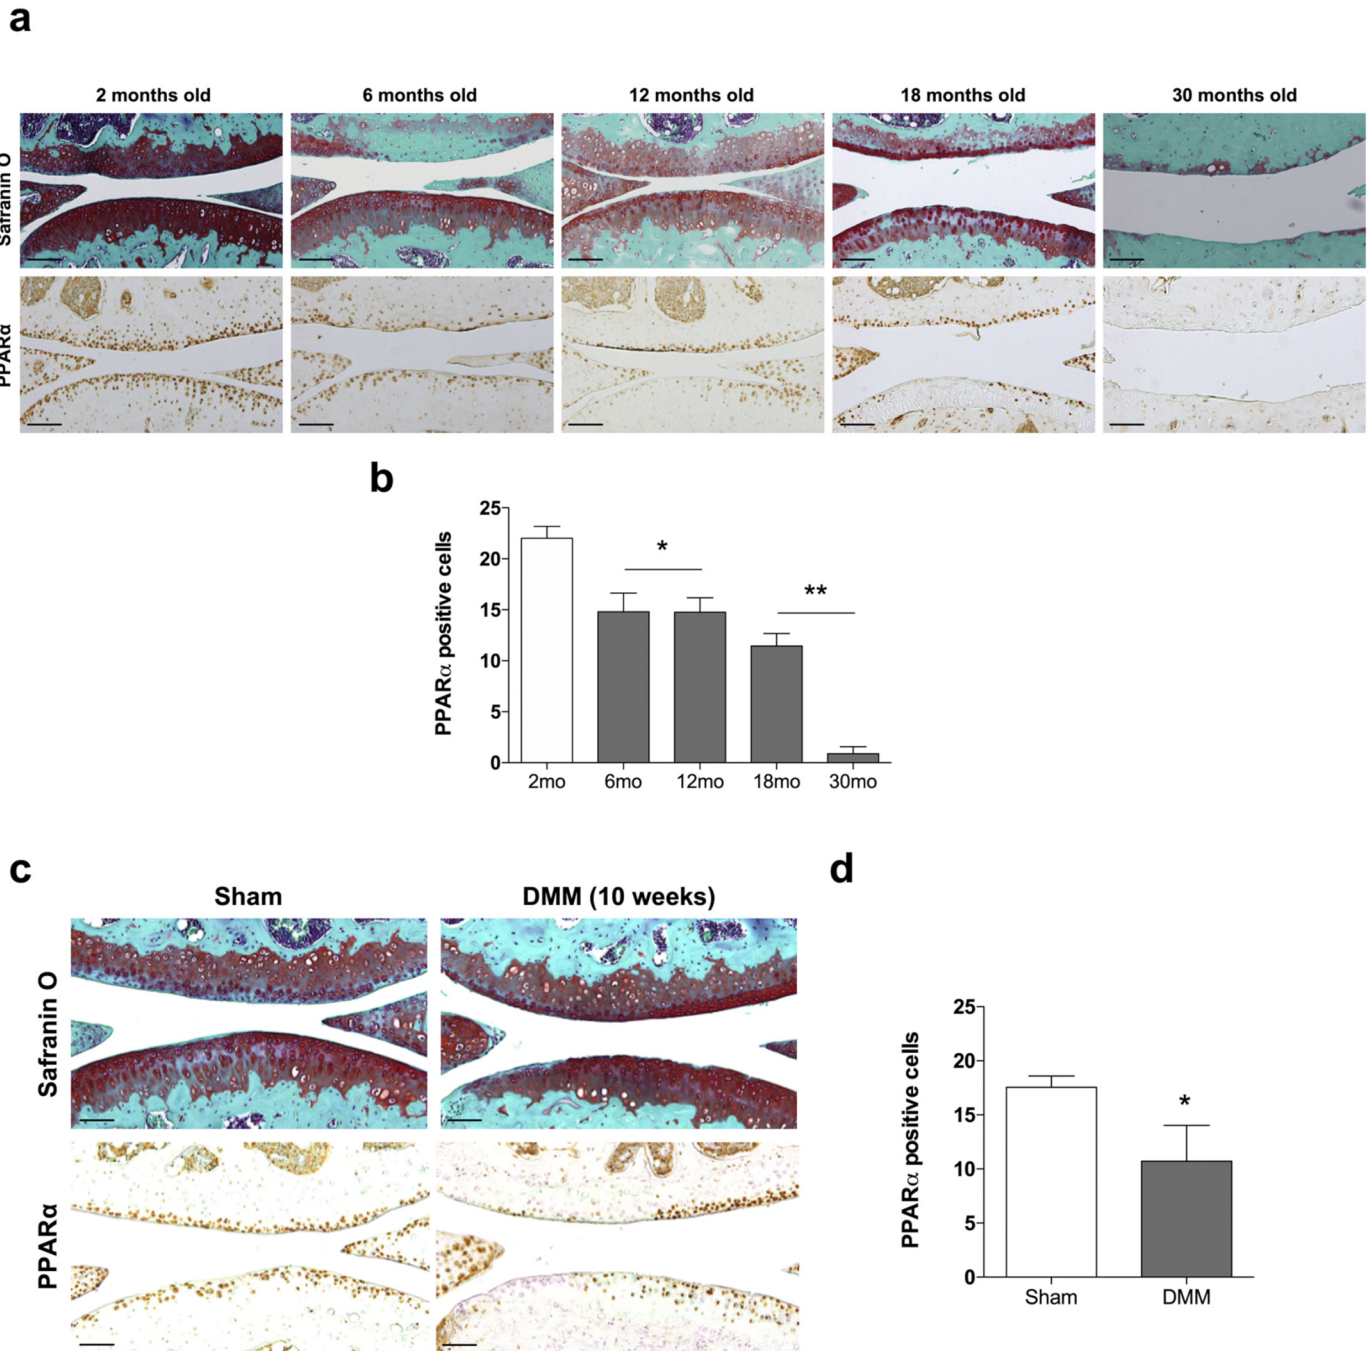 a
2 months old 6 months old 12 months old 18 months old 30 months old
Safranin O
PPARα
b
PPARα positive cells
25
20
15
10
5
0
*
**
2mo 6mo 12mo 18mo 30mo
c
Sham DMM (10 weeks)
Safranin O
PPARα
d
PPARα positive cells
25
20
15
10
5
0
*
Sham DMM